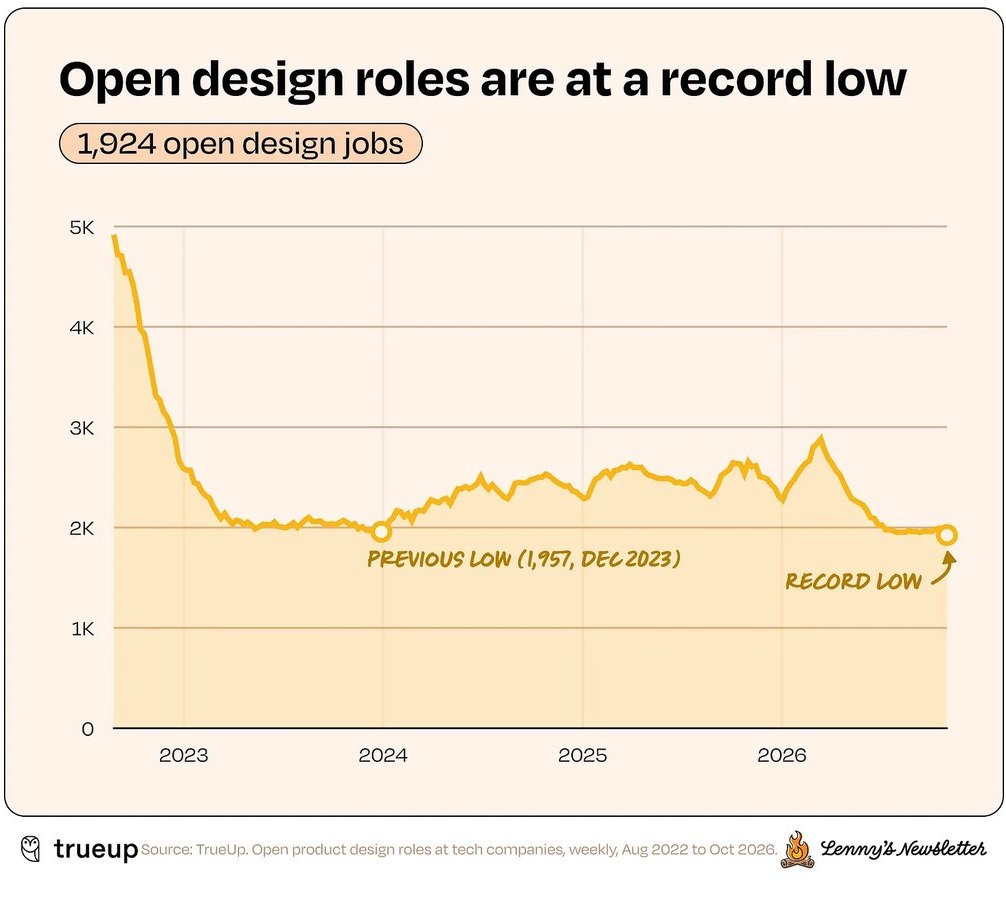 Open design roles are at a record low
1,924 open design jobs
5K
4K
3K
2K
PREVIOUS LOW (1,957, DEC 2023)
RECORD LOW
1K
0
2023 2024 2025 2026
trueup Source: TrueUp. Open product design roles at tech companies, weekly, Aug 2022 to Oct 2026. Lenny's Newsletter